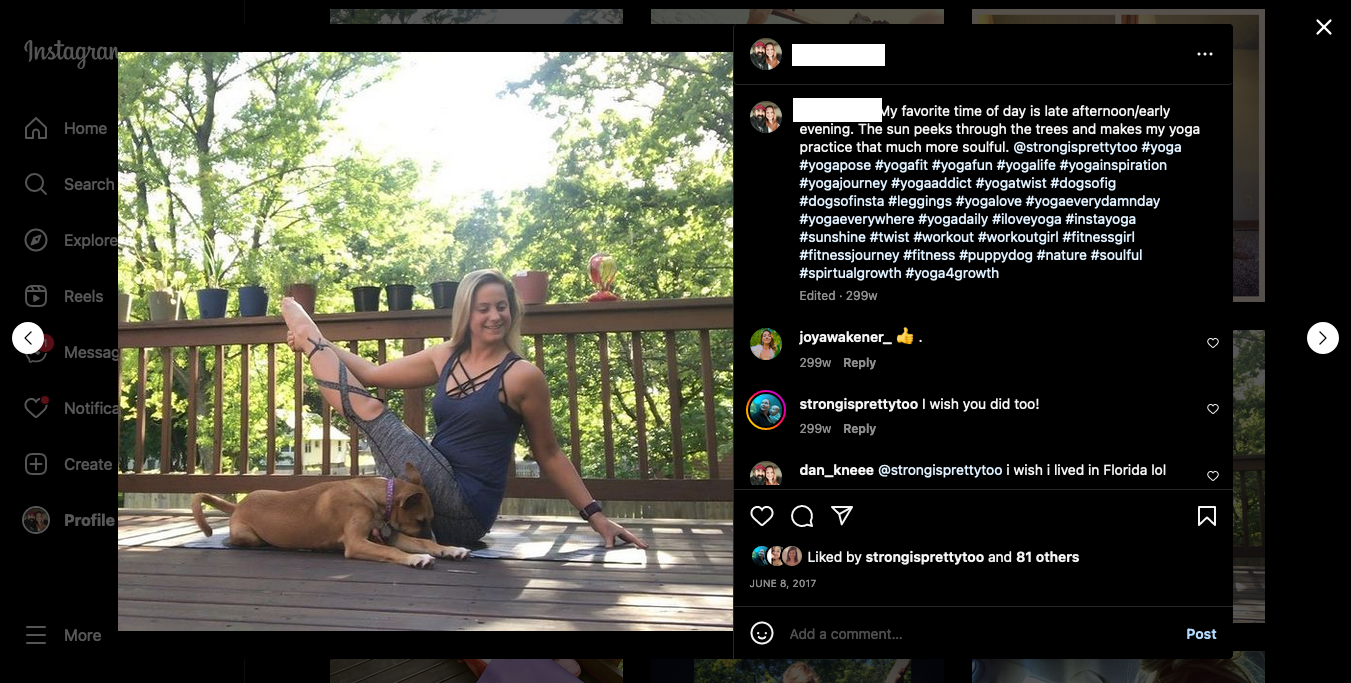 Instagram
Home
Search
Explore
Reels
Messag
Notifica
Create
Profile
More
My favorite time of day is late afternoon/early
evening. The sun peeks through the trees and makes my yoga
practice that much more soulful. @strongisprettytoo #yoga
#yogapose #yogafit #yogafun #yogalife #yogainspiration
#yogajourney #yogaaddict #yogatwist #dogsofig
#dogsofinsta #leggings #yogalove #yogaeverydamnday
#yogaeverywhere #yogadaily #iloveyoga #instayoga
#sunshine #twist #workout #workoutgirl #fitnessgirl
#fitnessjourney #fitness #puppydog #nature #soulful
#spirtualgrowth #yoga4growth
Edited · 299w
joyawakener_ 👍 .
299w Reply
strongisprettytoo I wish you did too!
299w Reply
dan_kneee @strongisprettytoo i wish i lived in Florida lol
Liked by strongisprettytoo and 81 others
JUNE 8, 2017
Add a comment...
Post